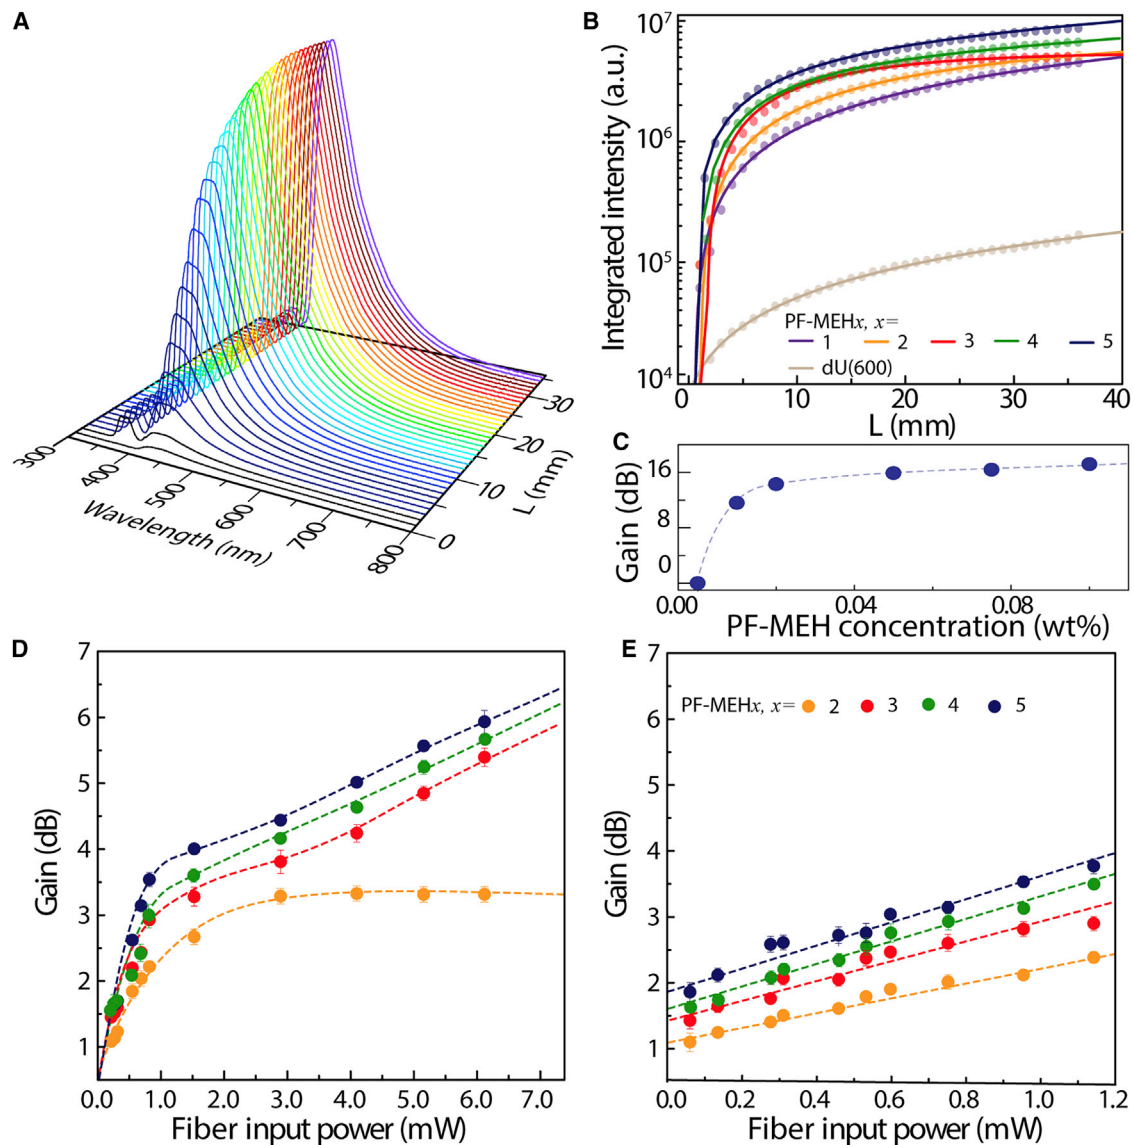 A
300
400
500
600
700
800
Wavelength (nm)
0
10
20
30
L (mm)
B
Integrated intensity (a.u.)
10⁷
10⁶
10⁵
10⁴
PF-MEHx, x=
1 2 3 4 5
dU(600)
0 10 20 30 40
L (mm)
C
Gain (dB)
16
8
0
0.00 0.04 0.08
PF-MEH concentration (wt%)
D
Gain (dB)
7
6
5
4
3
2
1
0.0 1.0 2.0 3.0 4.0 5.0 6.0 7.0
Fiber input power (mW)
E
Gain (dB)
7
6
5
4
3
2
1
PF-MEHx, x= 2 3 4 5
0.0 0.2 0.4 0.6 0.8 1.0 1.2
Fiber input power (mW)